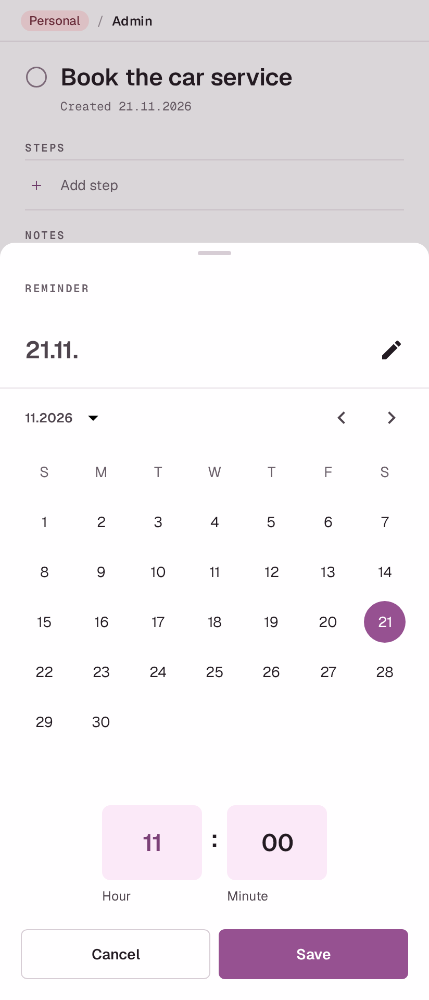 Personal / Admin
Book the car service
Created 21.11.2026
STEPS
+ Add step
NOTES
REMINDER
21.11.
11.2026
S M T W T F S
1 2 3 4 5 6 7
8 9 10 11 12 13 14
15 16 17 18 19 20 21
22 23 24 25 26 27 28
29 30
11 : 00
Hour Minute
Cancel Save